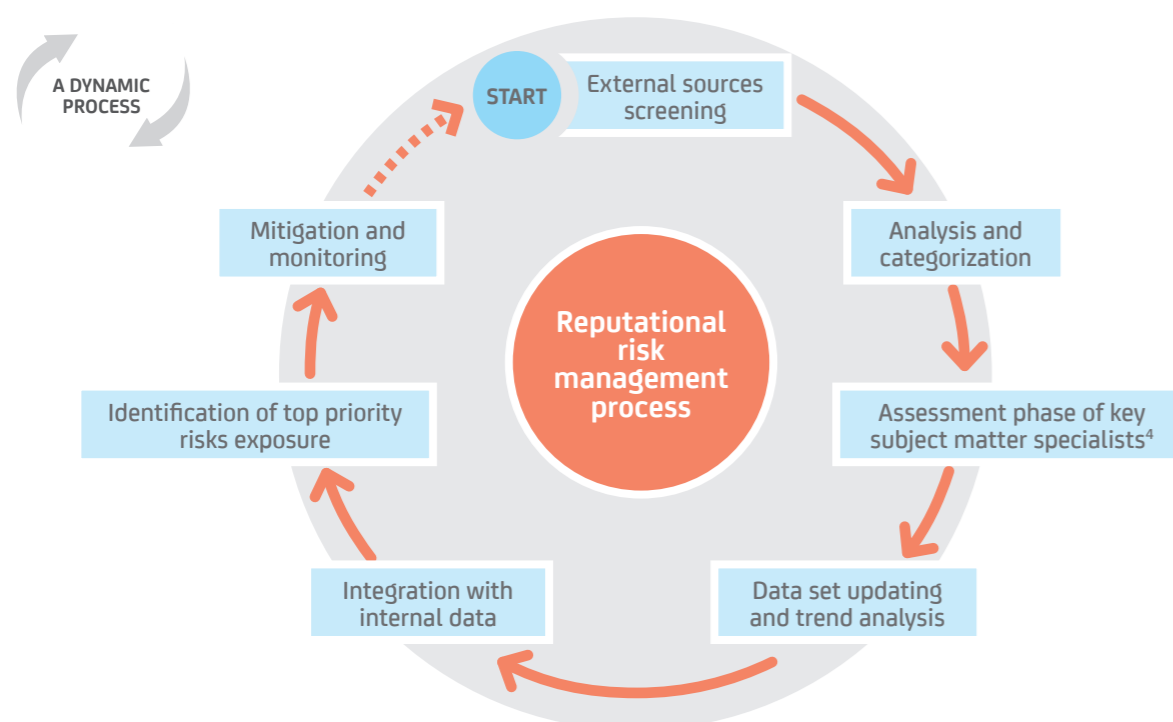 A DYNAMIC
PROCESS
START
External sources
screening
Analysis and
categorization
Assessment phase of key
subject matter specialists⁴
Data set updating
and trend analysis
Integration with
internal data
Identification of top priority
risks exposure
Mitigation and
monitoring
Reputational
risk
management
process